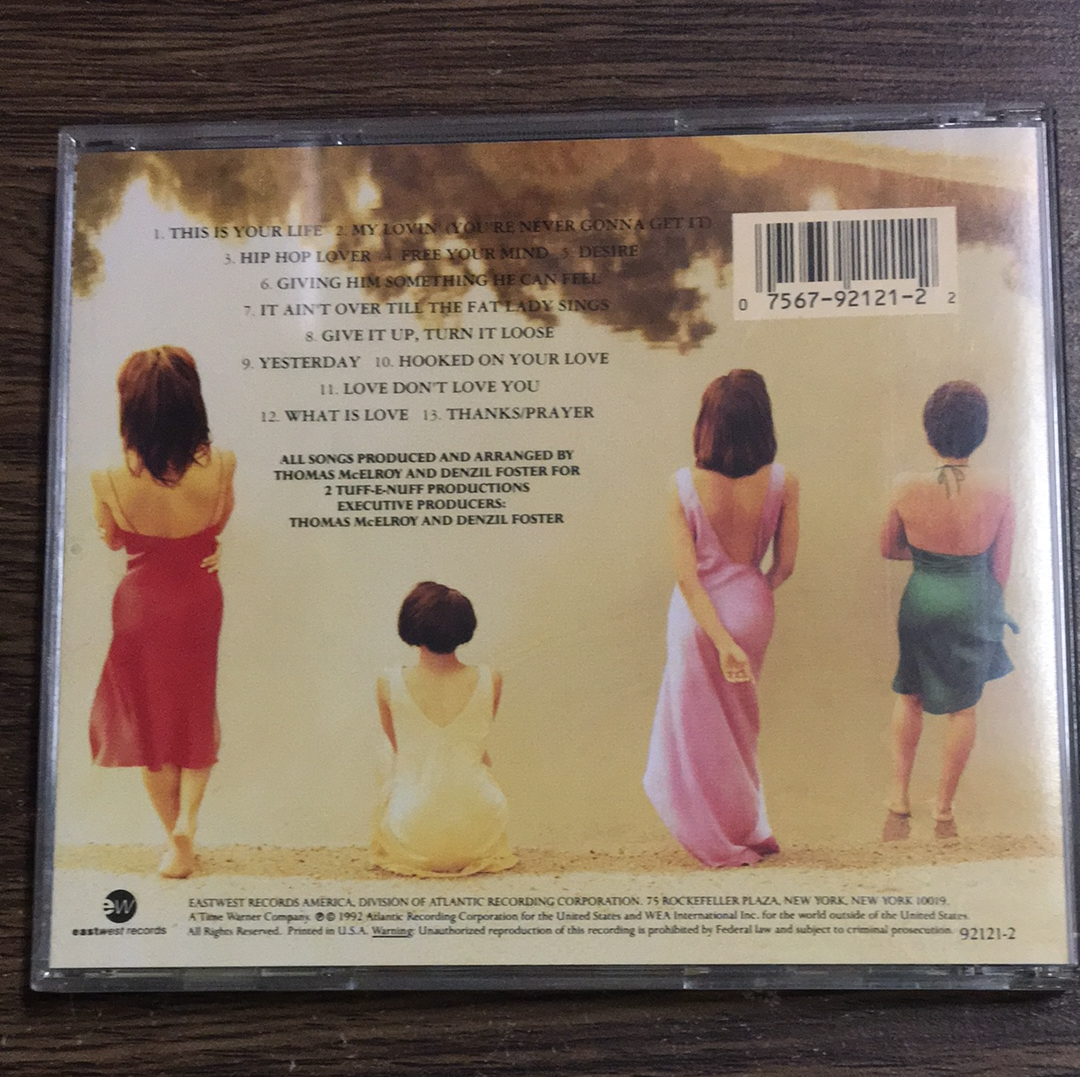 1. THIS IS YOUR LIFE 2. MY LOVIN' (YOU'RE NEVER GONNA GET IT)
3. HIP HOP LOVER 4. FREE YOUR MIND 5. DESIRE
6. GIVING HIM SOMETHING HE CAN FEEL
7. IT AIN'T OVER TILL THE FAT LADY SINGS
8. GIVE IT UP, TURN IT LOOSE
9. YESTERDAY 10. HOOKED ON YOUR LOVE
11. LOVE DON'T LOVE YOU
12. WHAT IS LOVE 13. THANKS/PRAYER
ALL SONGS PRODUCED AND ARRANGED BY
THOMAS McELROY AND DENZIL FOSTER FOR
2 TUFF-E-NUFF PRODUCTIONS
EXECUTIVE PRODUCERS:
THOMAS McELROY AND DENZIL FOSTER
0 7567-92121-2 2
ew
eastwest records
EASTWEST RECORDS AMERICA, DIVISION OF ATLANTIC RECORDING CORPORATION. 75 ROCKEFELLER PLAZA, NEW YORK, NEW YORK 10019.
A Time Warner Company. ℗ © 1992 Atlantic Recording Corporation for the United States and WEA International Inc. for the world outside of the United States.
All Rights Reserved. Printed in U.S.A. Warning: Unauthorized reproduction of this recording is prohibited by Federal law and subject to criminal prosecution. 92121-2